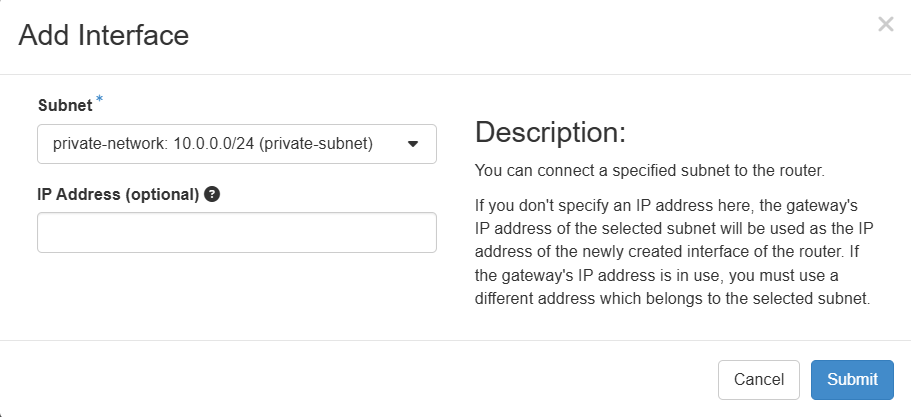 Add Interface
×
Subnet *
private-network: 10.0.0.0/24 (private-subnet)
IP Address (optional) ?
Description:
You can connect a specified subnet to the router.
If you don't specify an IP address here, the gateway's
IP address of the selected subnet will be used as the IP
address of the newly created interface of the router. If
the gateway's IP address is in use, you must use a
different address which belongs to the selected subnet.
Cancel
Submit